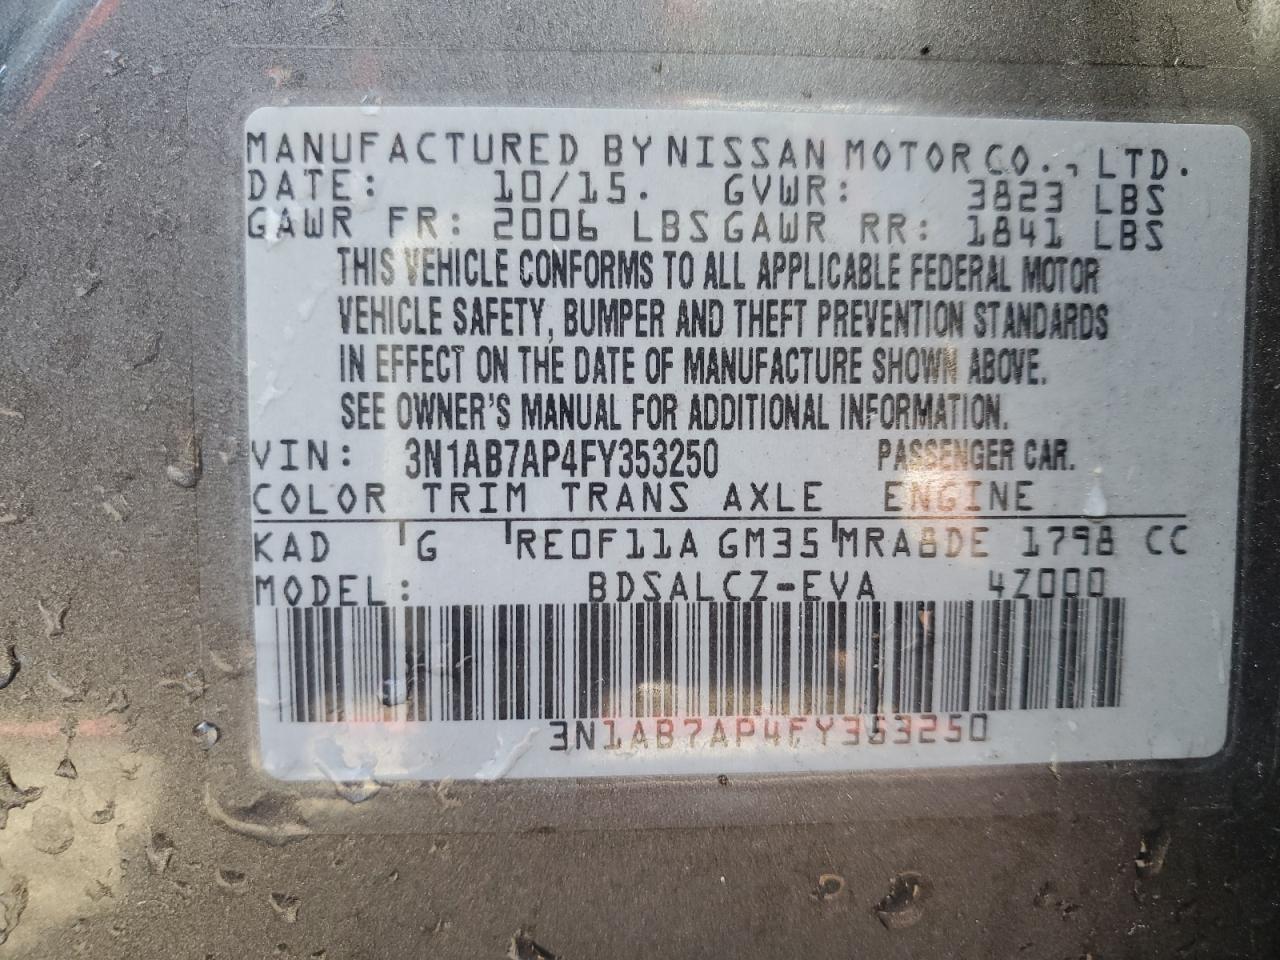 MANUFACTURED BY NISSAN MOTOR CO., LTD.
DATE: 10/15. GVWR: 3823 LBS
GAWR FR: 2006 LBS GAWR RR: 1841 LBS
THIS VEHICLE CONFORMS TO ALL APPLICABLE FEDERAL MOTOR
VEHICLE SAFETY, BUMPER AND THEFT PREVENTION STANDARDS
IN EFFECT ON THE DATE OF MANUFACTURE SHOWN ABOVE.
SEE OWNER'S MANUAL FOR ADDITIONAL INFORMATION.
VIN: 3N1AB7AP4FY353250 PASSENGER CAR.
COLOR TRIM TRANS AXLE ENGINE
KAD G RE0F11A GM35 MRA8DE 1798 CC
MODEL: BDSALCZ-EVA 4Z000
3N1AB7AP4FY353250